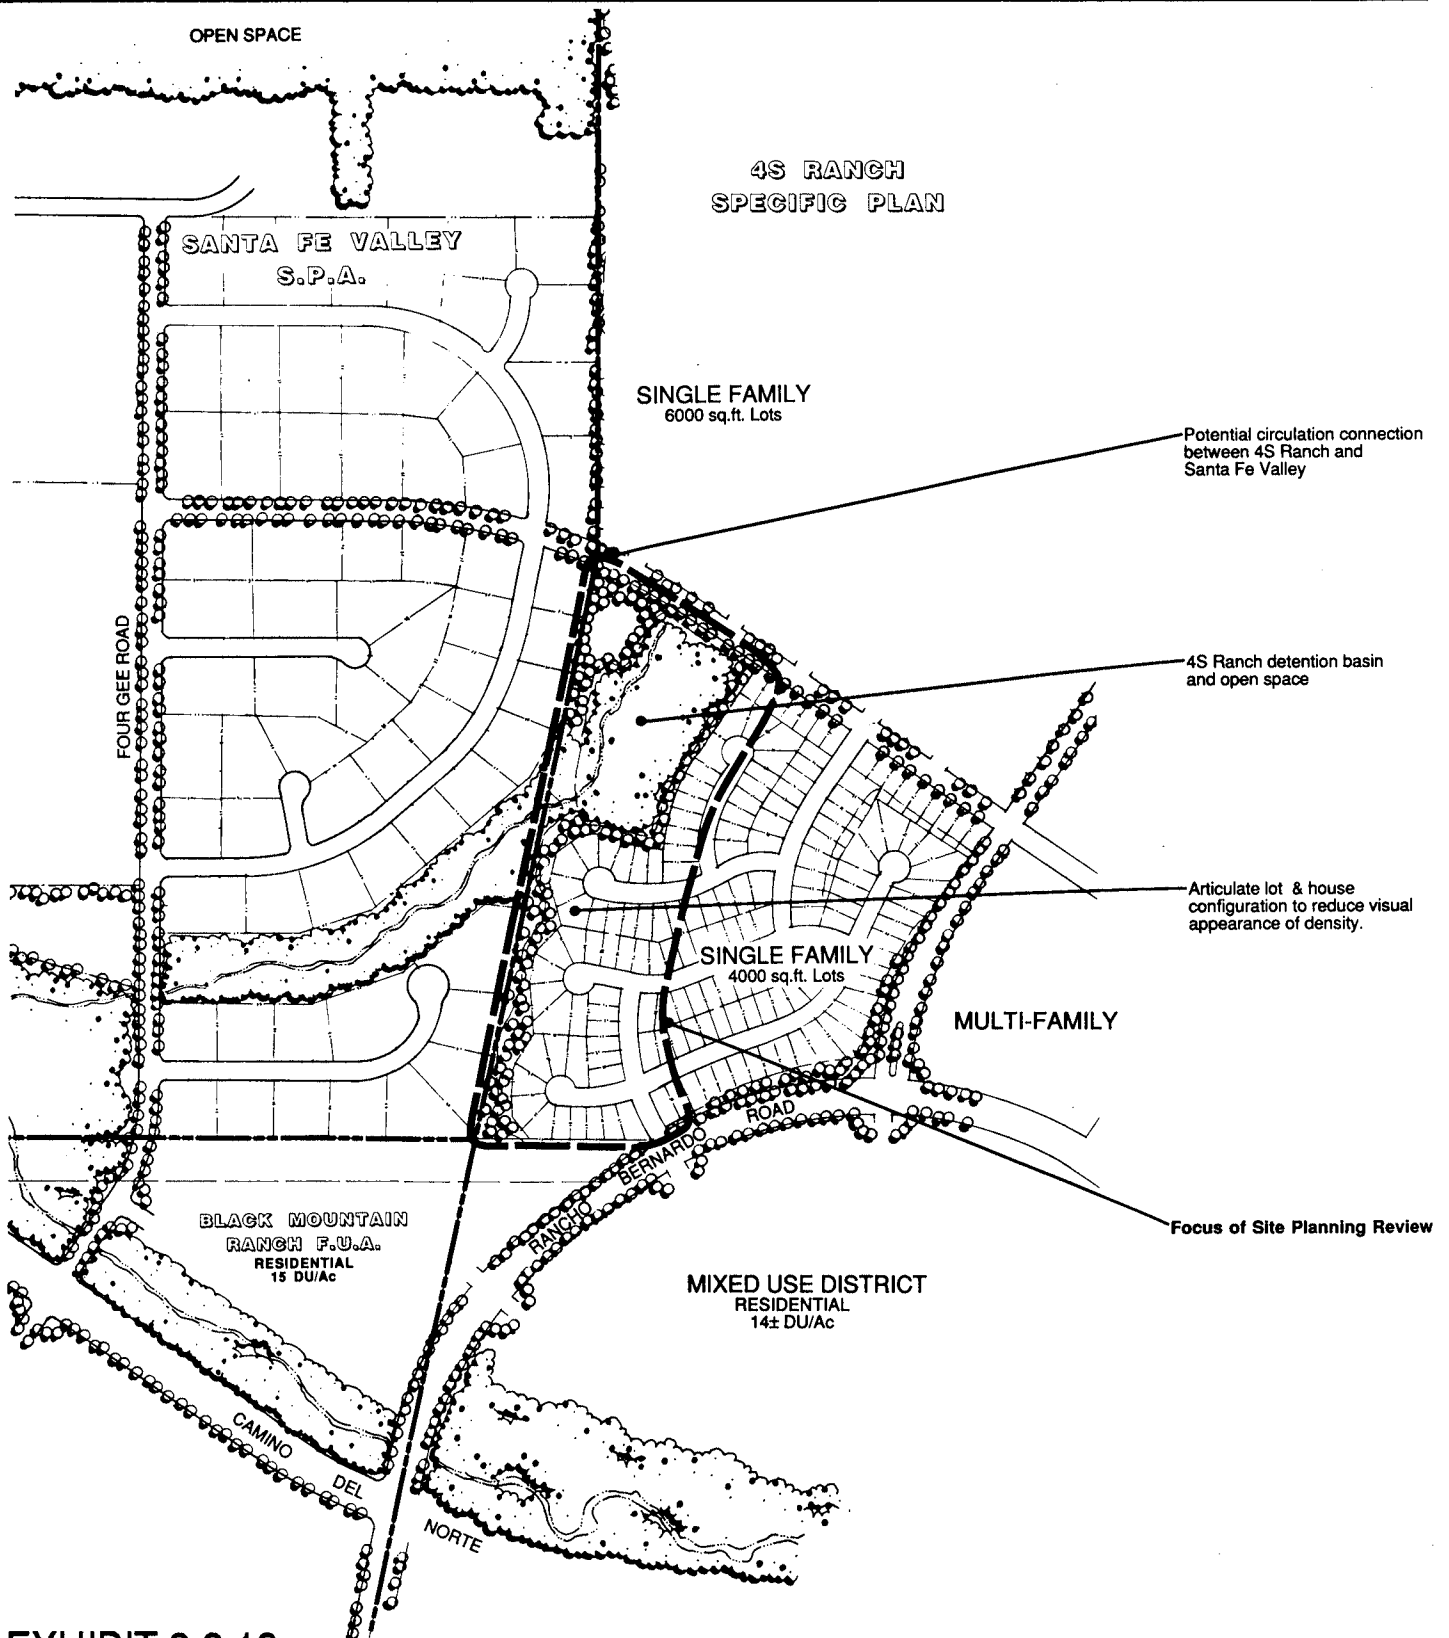 OPEN SPACE
4S RANCH
SPECIFIC PLAN
SANTA FE VALLEY
S.P.A.
SINGLE FAMILY
6000 sq.ft. Lots
Potential circulation connection
between 4S Ranch and
Santa Fe Valley
FOUR GEE ROAD
4S Ranch detention basin
and open space
Articulate lot & house
configuration to reduce visual
appearance of density.
SINGLE FAMILY
4000 sq.ft. Lots
MULTI-FAMILY
RANCHO BERNARDO ROAD
Focus of Site Planning Review
BLACK MOUNTAIN
RANCH F.U.A.
RESIDENTIAL
15 DU/Ac
MIXED USE DISTRICT
RESIDENTIAL
14± DU/Ac
CAMINO DEL NORTE